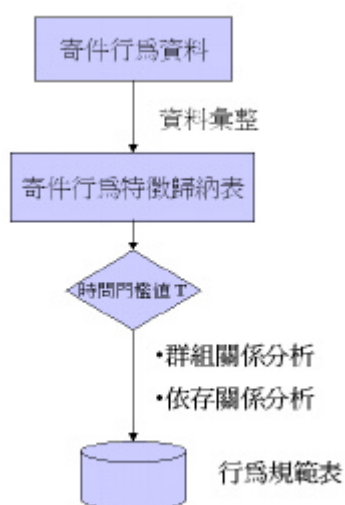 寄件行爲資料
資料彙整
寄件行爲特徵歸納表
時間門檻值 T
•群組關係分析
•依存關係分析
行爲規範表